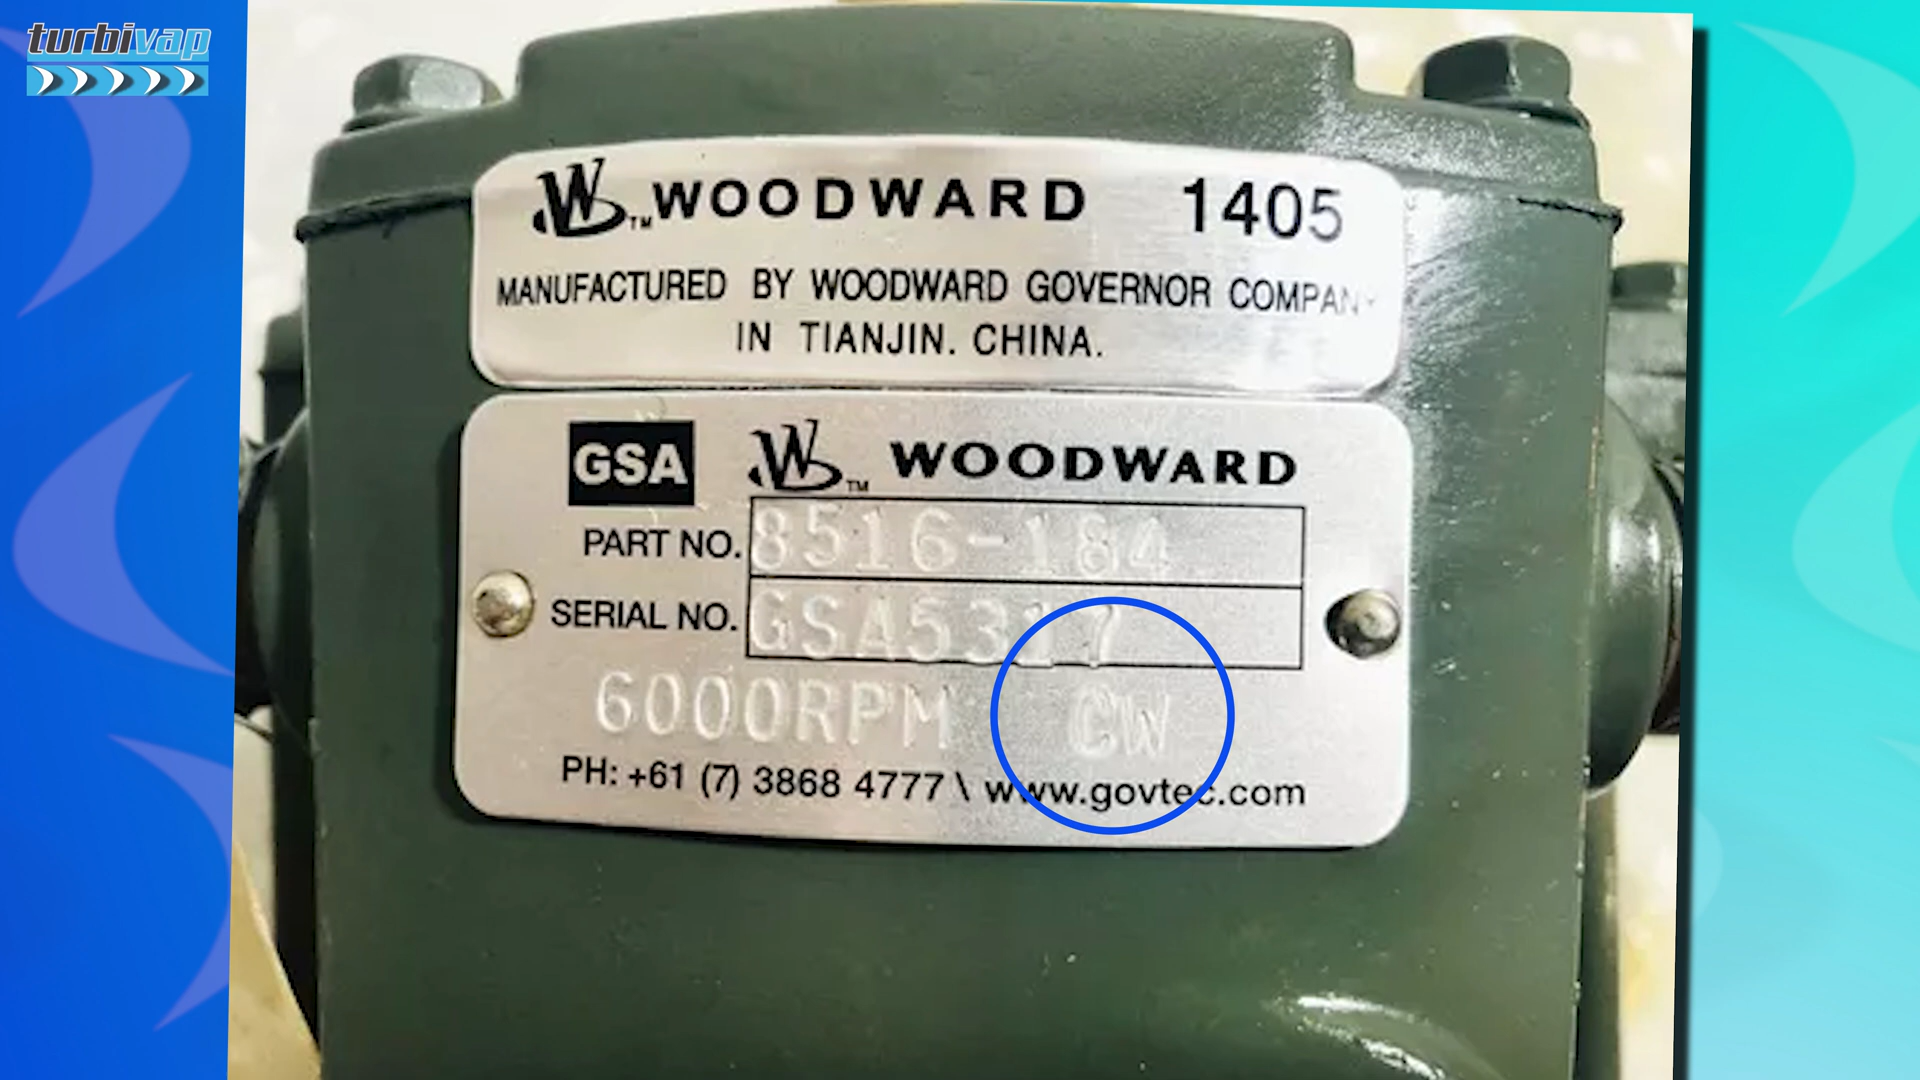 turbivap
WOODWARD 1405
MANUFACTURED BY WOODWARD GOVERNOR COMPANY
IN TIANJIN. CHINA.
GSA WOODWARD
PART NO. 8516-184
SERIAL NO. GSA5317
6000RPM CW
PH: +61 (7) 3868 4777 \ www.govtec.com